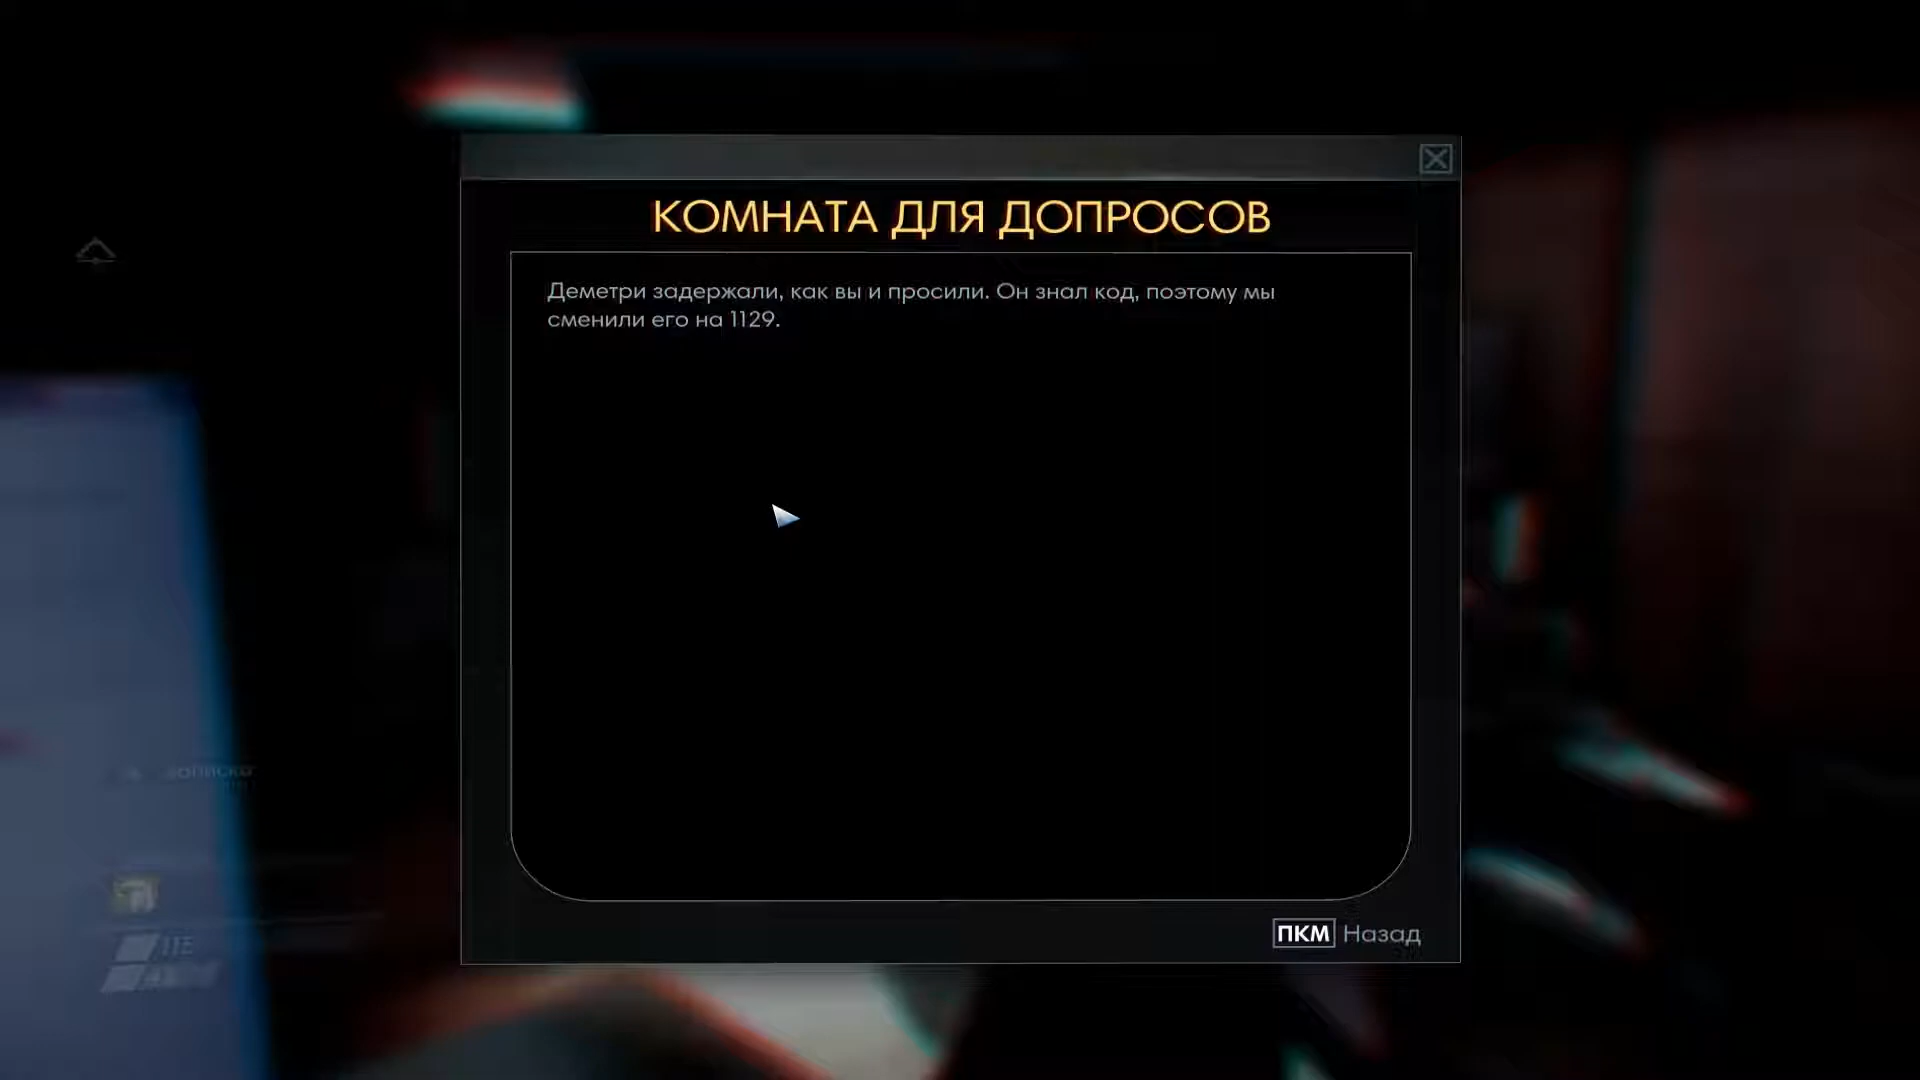 КОМНАТА ДЛЯ ДОПРОСОВ
Деметри задержали, как вы и просили. Он знал код, поэтому мы
сменили его на 1129.
ПКМ Назад